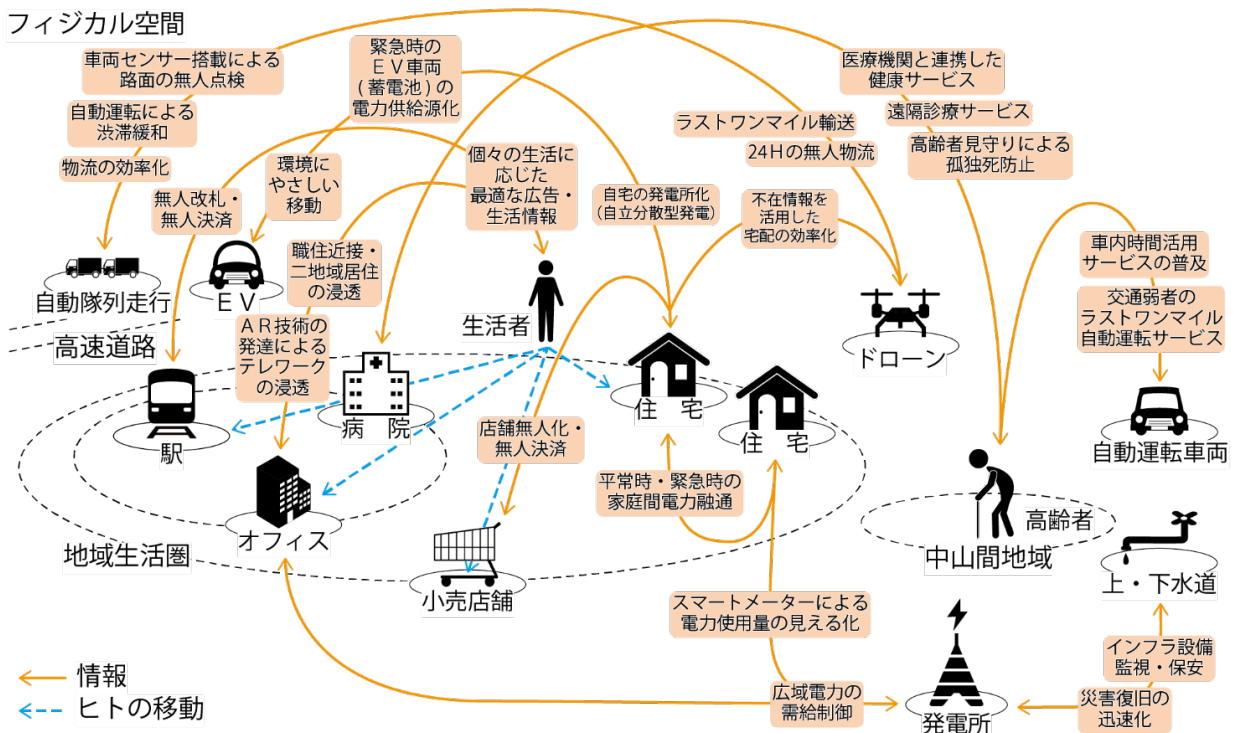 フィジカル空間
車両センサー搭載による
路面の無人点検
自動運転による
渋滞緩和
物流の効率化
無人改札・
無人決済
環境に
やさしい
移動
緊急時の
ＥＶ車両
(蓄電池)の
電力供給源化
個々の生活に
応じた
最適な広告・
生活情報
職住近接・
二地域居住
の浸透
ＡＲ技術の
発達による
テレワーク
の浸透
自宅の発電所化
(自立分散型発電)
ラストワンマイル輸送
24Hの無人物流
不在情報を
活用した
宅配の効率化
医療機関と連携した
健康サービス
遠隔診療サービス
高齢者見守りによる
孤独死防止
車内時間活用
サービスの普及
交通弱者の
ラストワンマイル
自動運転サービス
自動隊列走行
ＥＶ
高速道路
生活者
ドローン
自動運転車両
駅
病　院
住　宅
住　宅
店舗無人化・
無人決済
平常時・緊急時の
家庭間電力融通
オフィス
地域生活圏
小売店舗
高齢者
中山間地域
上・下水道
スマートメーターによる
電力使用量の見える化
広域電力の
需給制御
発電所
インフラ設備
監視・保安
災害復旧の
迅速化
情報
ヒトの移動